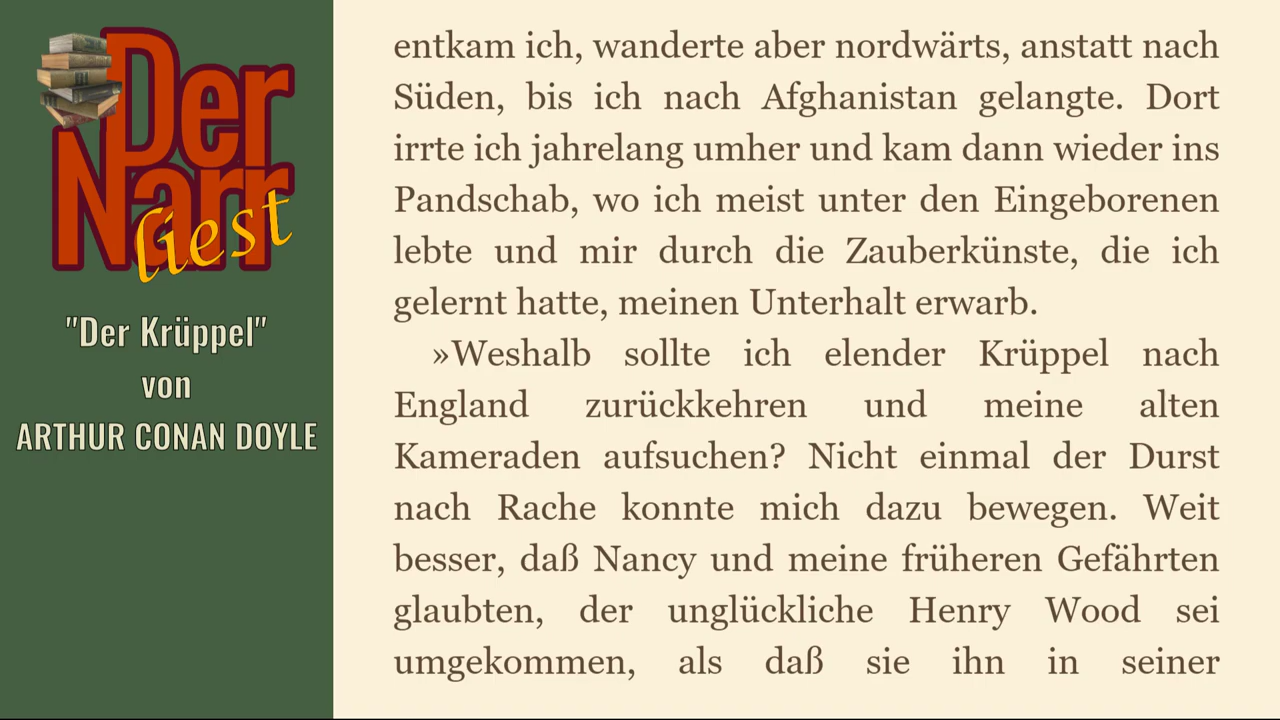 Der
Narr
liest
"Der Krüppel"
von
ARTHUR CONAN DOYLE
entkam ich, wanderte aber nordwärts, anstatt nach
Süden, bis ich nach Afghanistan gelangte. Dort
irrte ich jahrelang umher und kam dann wieder ins
Pandschab, wo ich meist unter den Eingeborenen
lebte und mir durch die Zauberkünste, die ich
gelernt hatte, meinen Unterhalt erwarb.
»Weshalb sollte ich elender Krüppel nach
England zurückkehren und meine alten
Kameraden aufsuchen? Nicht einmal der Durst
nach Rache konnte mich dazu bewegen. Weit
besser, daß Nancy und meine früheren Gefährten
glaubten, der unglückliche Henry Wood sei
umgekommen, als daß sie ihn in seiner